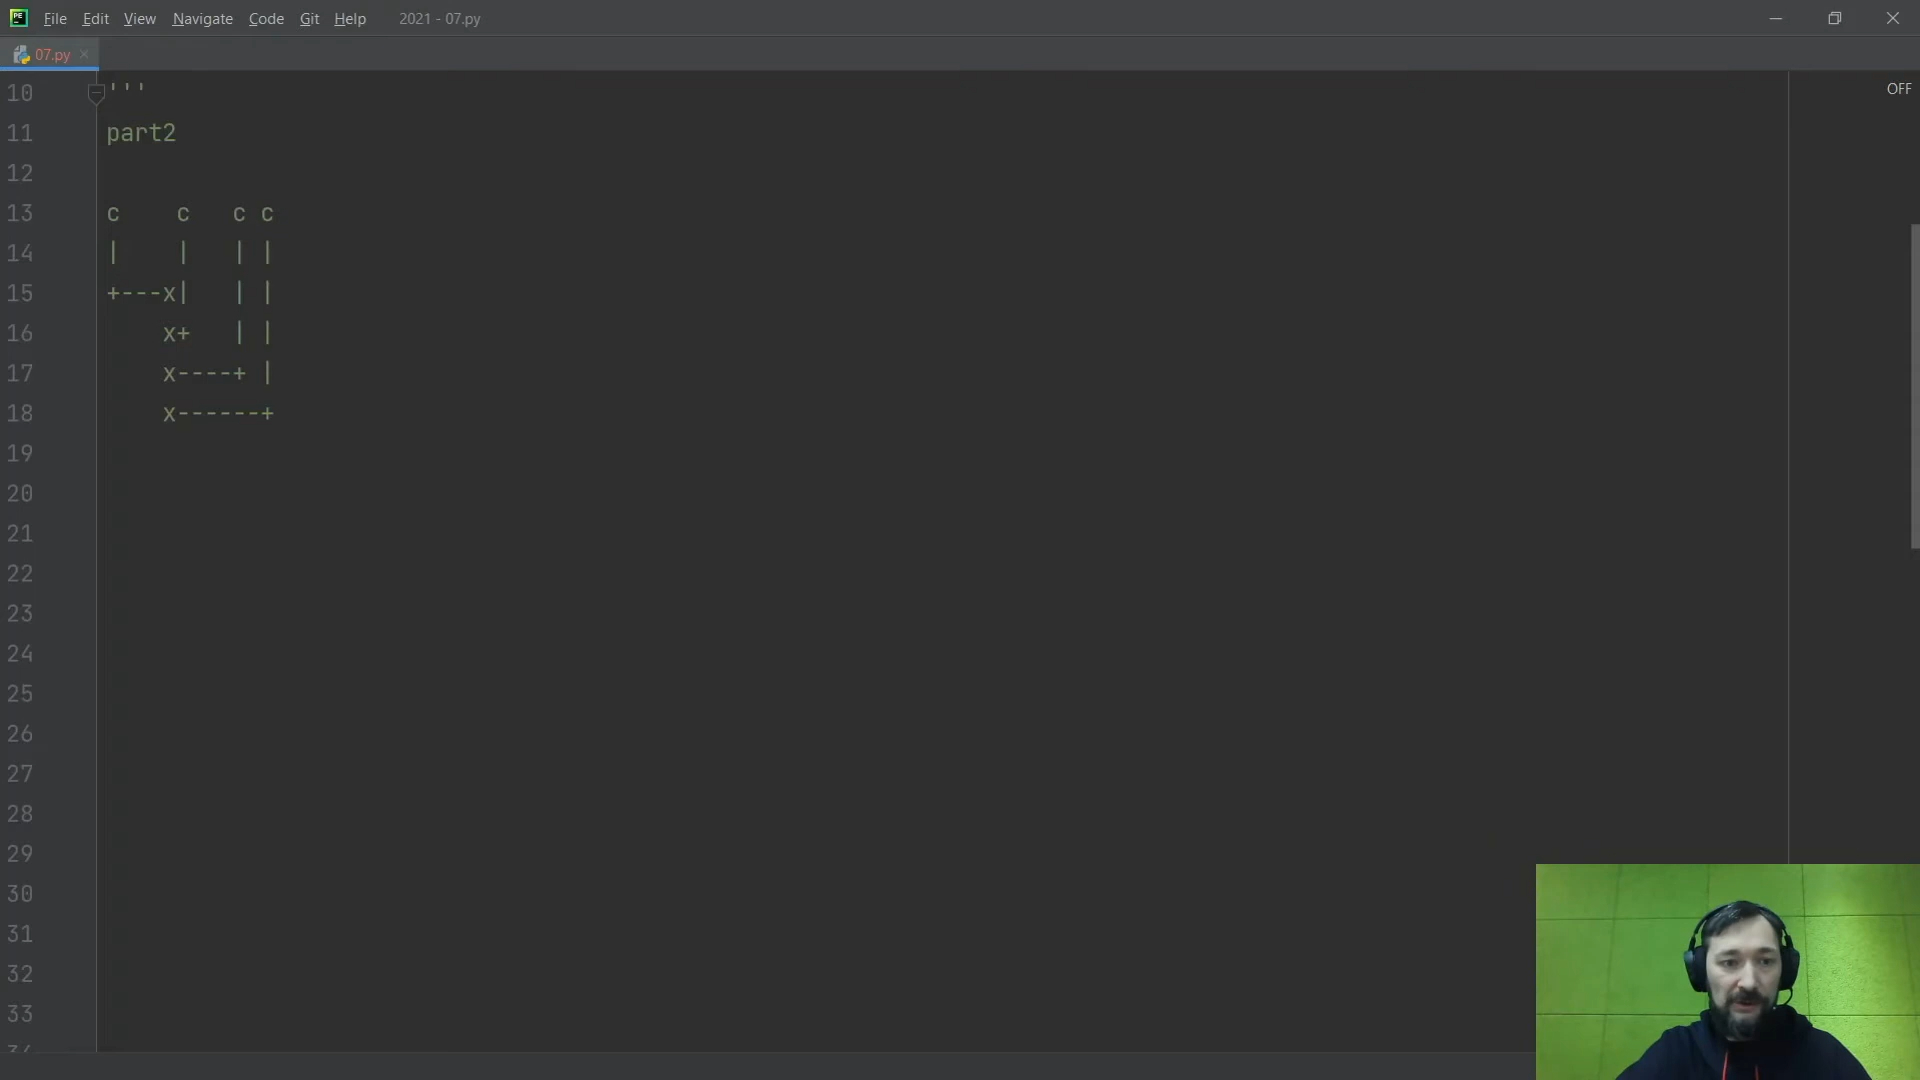 PE File Edit View Navigate Code Git Help 2021 - 07.py
07.py
OFF
10 '''
11 part2
12
13 c    c   c c
14 |    |   | |
15 +---x|   | |
16     x+   | |
17     x----+ |
18     x------+
19
20
21
22
23
24
25
26
27
28
29
30
31
32
33